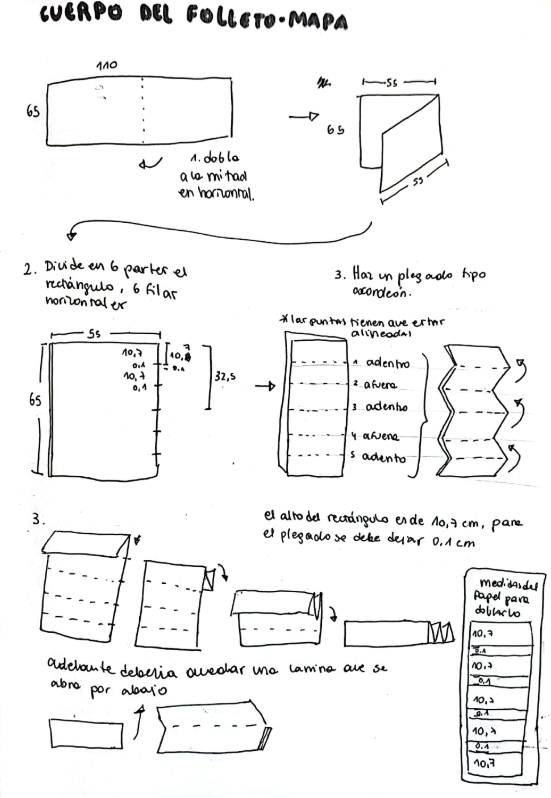 CUERPO DEL FOLLETO-MAPA
110
65
1. dobla
a la mitad
en horizontal.
55
65
55
2. Divide en 6 partes el
rectángulo, 6 filas
horizontales
3. Haz un plegado tipo
acordeón.
* las puntas tienen que estar
alineadas
55
65
10,7
0.1
10,7
0.1
10,7
0.1
32,5
1 adentro
2 afuera
3 adentro
4 afuera
5 adentro
3.
el alto del rectángulo es de 10,7 cm, para
el plegado se debe dejar 0.1 cm
adelante debería quedar una lamina que se
abra por abajo
medidas del
papel para
doblarlo
10,7
0.1
10,7
0.1
10,7
0.1
10,7
0.1
10,7